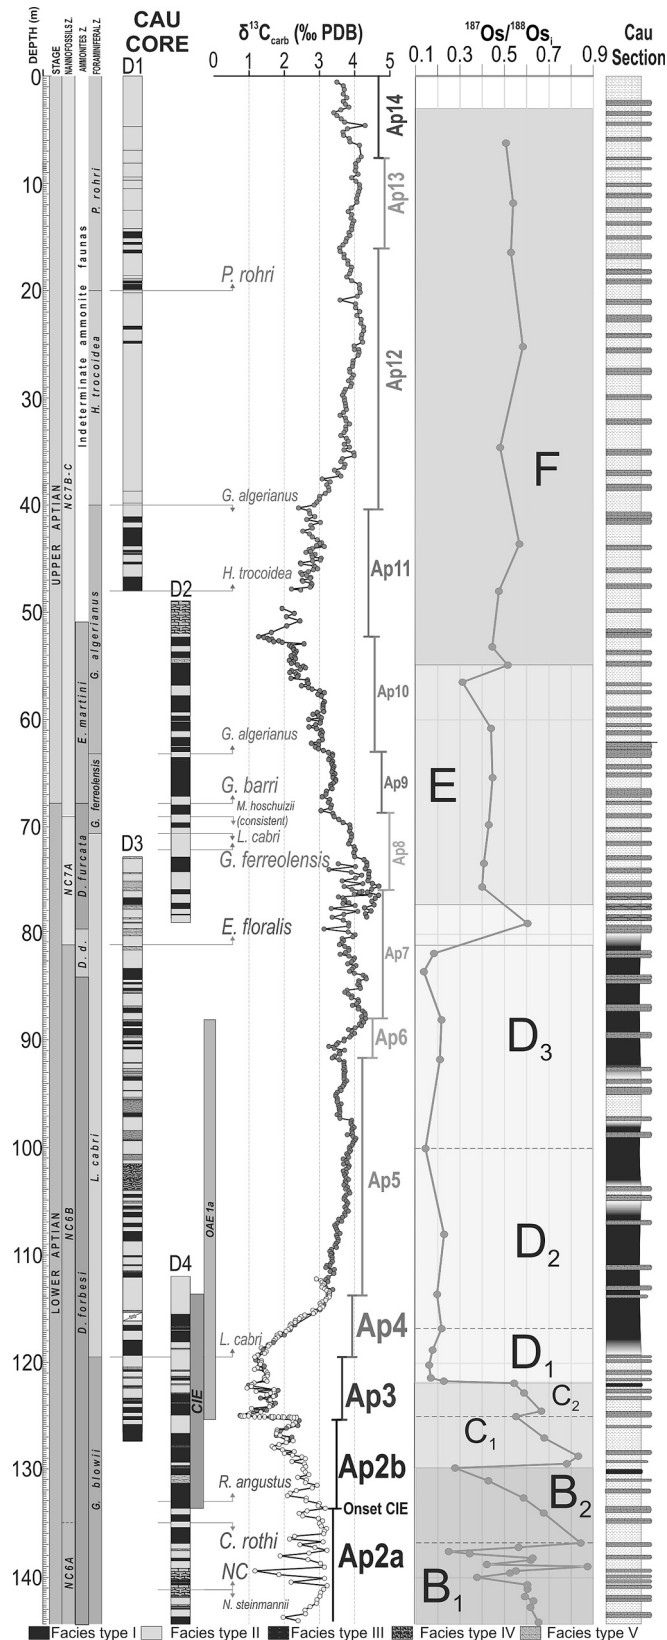 CAU
CORE
δ13Ccarb (‰ PDB)
187Os/188Osi
Cau
Section
DEPTH (m)
STAGE
NANNOFOSSILS Z.
AMMONITES Z.
FORAMINIFERAL Z.
D1
0 1 2 3 4 5
0.1 0.3 0.5 0.7 0.9
0
10
20
30
40
50
60
70
80
90
100
110
120
130
140
UPPER APTIAN
LOWER APTIAN
NC7B-C
NC7A
NC6B
NC6A
Indeterminate ammonite faunas
E. martini
D. furcata
D. d.
D. forbesi
P. rohri
H. trocoidea
G. algerianus
G. ferreolensis
L. cabri
G. blowii
D2
D3
D4
OAE 1a
CIE
P. rohri
G. algerianus
H. trocoidea
G. algerianus
G. barri
M. hoschuizii
(consistent)
L. cabri
G. ferreolensis
E. floralis
L. cabri
R. angustus
C. rothi
NC
N. steinmannii
Ap14
Ap13
Ap12
Ap11
Ap10
Ap9
Ap8
Ap7
Ap6
Ap5
Ap4
Ap3
Ap2b
Onset CIE
Ap2a
F
E
D3
D2
D1
C2
C1
B2
B1
Facies type I Facies type II Facies type III Facies type IV Facies type V